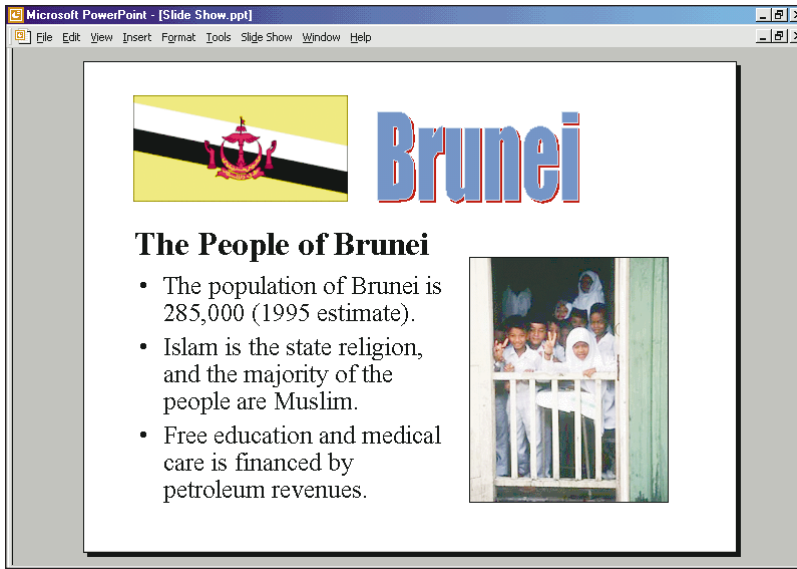 Microsoft PowerPoint - [Slide Show.ppt]
File Edit View Insert Format Tools Slide Show Window Help
Brunei
The People of Brunei
• The population of Brunei is
285,000 (1995 estimate).
• Islam is the state religion,
and the majority of the
people are Muslim.
• Free education and medical
care is financed by
petroleum revenues.